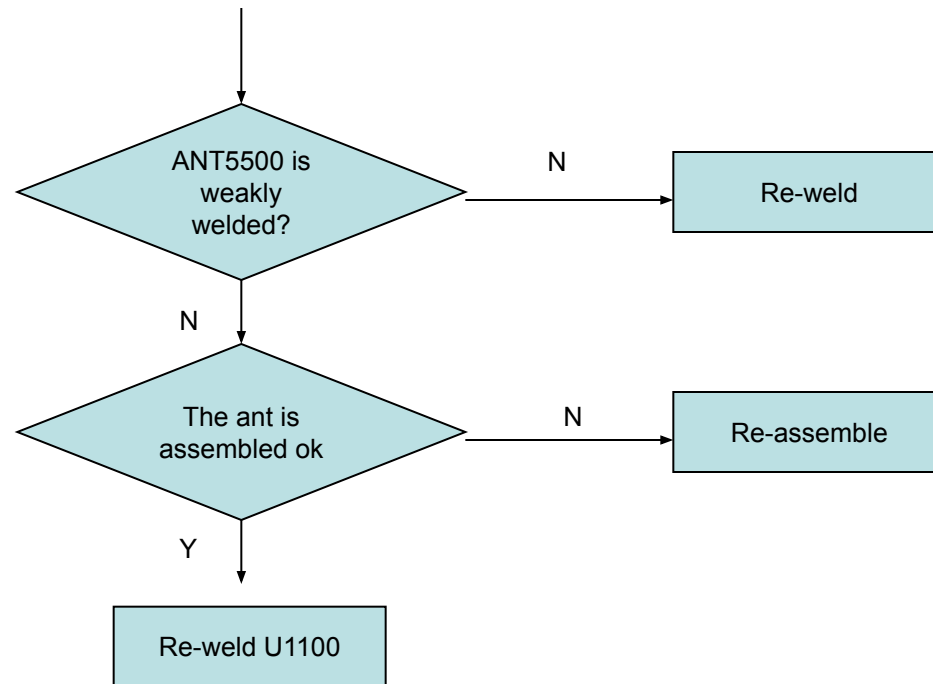 ANT5500 is
weakly
welded?
N
Re-weld
N
The ant is
assembled ok
N
Re-assemble
Y
Re-weld U1100